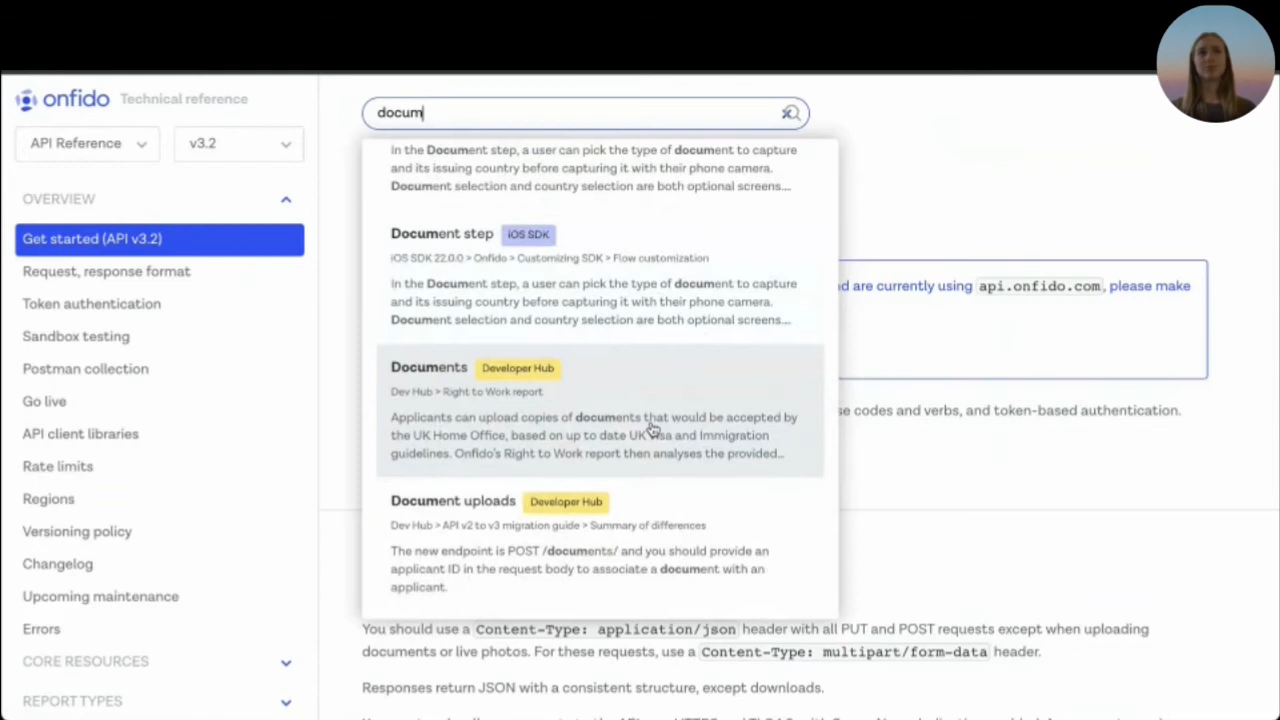 onfido Technical reference
API Reference
v3.2
OVERVIEW
Get started (API v3.2)
Request, response format
Token authentication
Sandbox testing
Postman collection
Go live
API client libraries
Rate limits
Regions
Versioning policy
Changelog
Upcoming maintenance
Errors
CORE RESOURCES
REPORT TYPES
docum
In the Document step, a user can pick the type of document to capture
and its issuing country before capturing it with their phone camera.
Document selection and country selection are both optional screens...
Document step iOS SDK
iOS SDK 22.0.0 > Onfido > Customizing SDK > Flow customization
In the Document step, a user can pick the type of document to capture
and its issuing country before capturing it with their phone camera.
Document selection and country selection are both optional screens...
Documents Developer Hub
Dev Hub > Right to Work report
Applicants can upload copies of documents that would be accepted by
the UK Home Office, based on up to date UK Visa and Immigration
guidelines. Onfido's Right to Work report then analyses the provided...
Document uploads Developer Hub
Dev Hub > API v2 to v3 migration guide > Summary of differences
The new endpoint is POST /documents/ and you should provide an
applicant ID in the request body to associate a document with an
applicant.
d are currently using api.onfido.com, please make
se codes and verbs, and token-based authentication.
You should use a Content-Type: application/json header with all PUT and POST requests except when uploading
documents or live photos. For these requests, use a Content-Type: multipart/form-data header.
Responses return JSON with a consistent structure, except downloads.